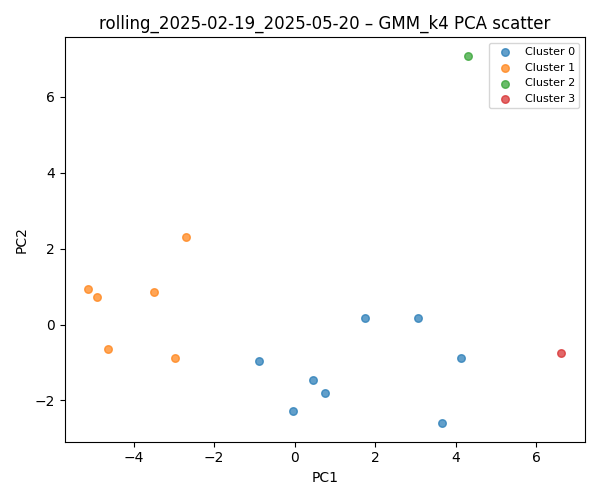 rolling_2025-02-19_2025-05-20 – GMM_k4 PCA scatter
Cluster 0
Cluster 1
Cluster 2
Cluster 3
PC2
6
4
2
0
−2
−4
−2
0
2
4
6
PC1